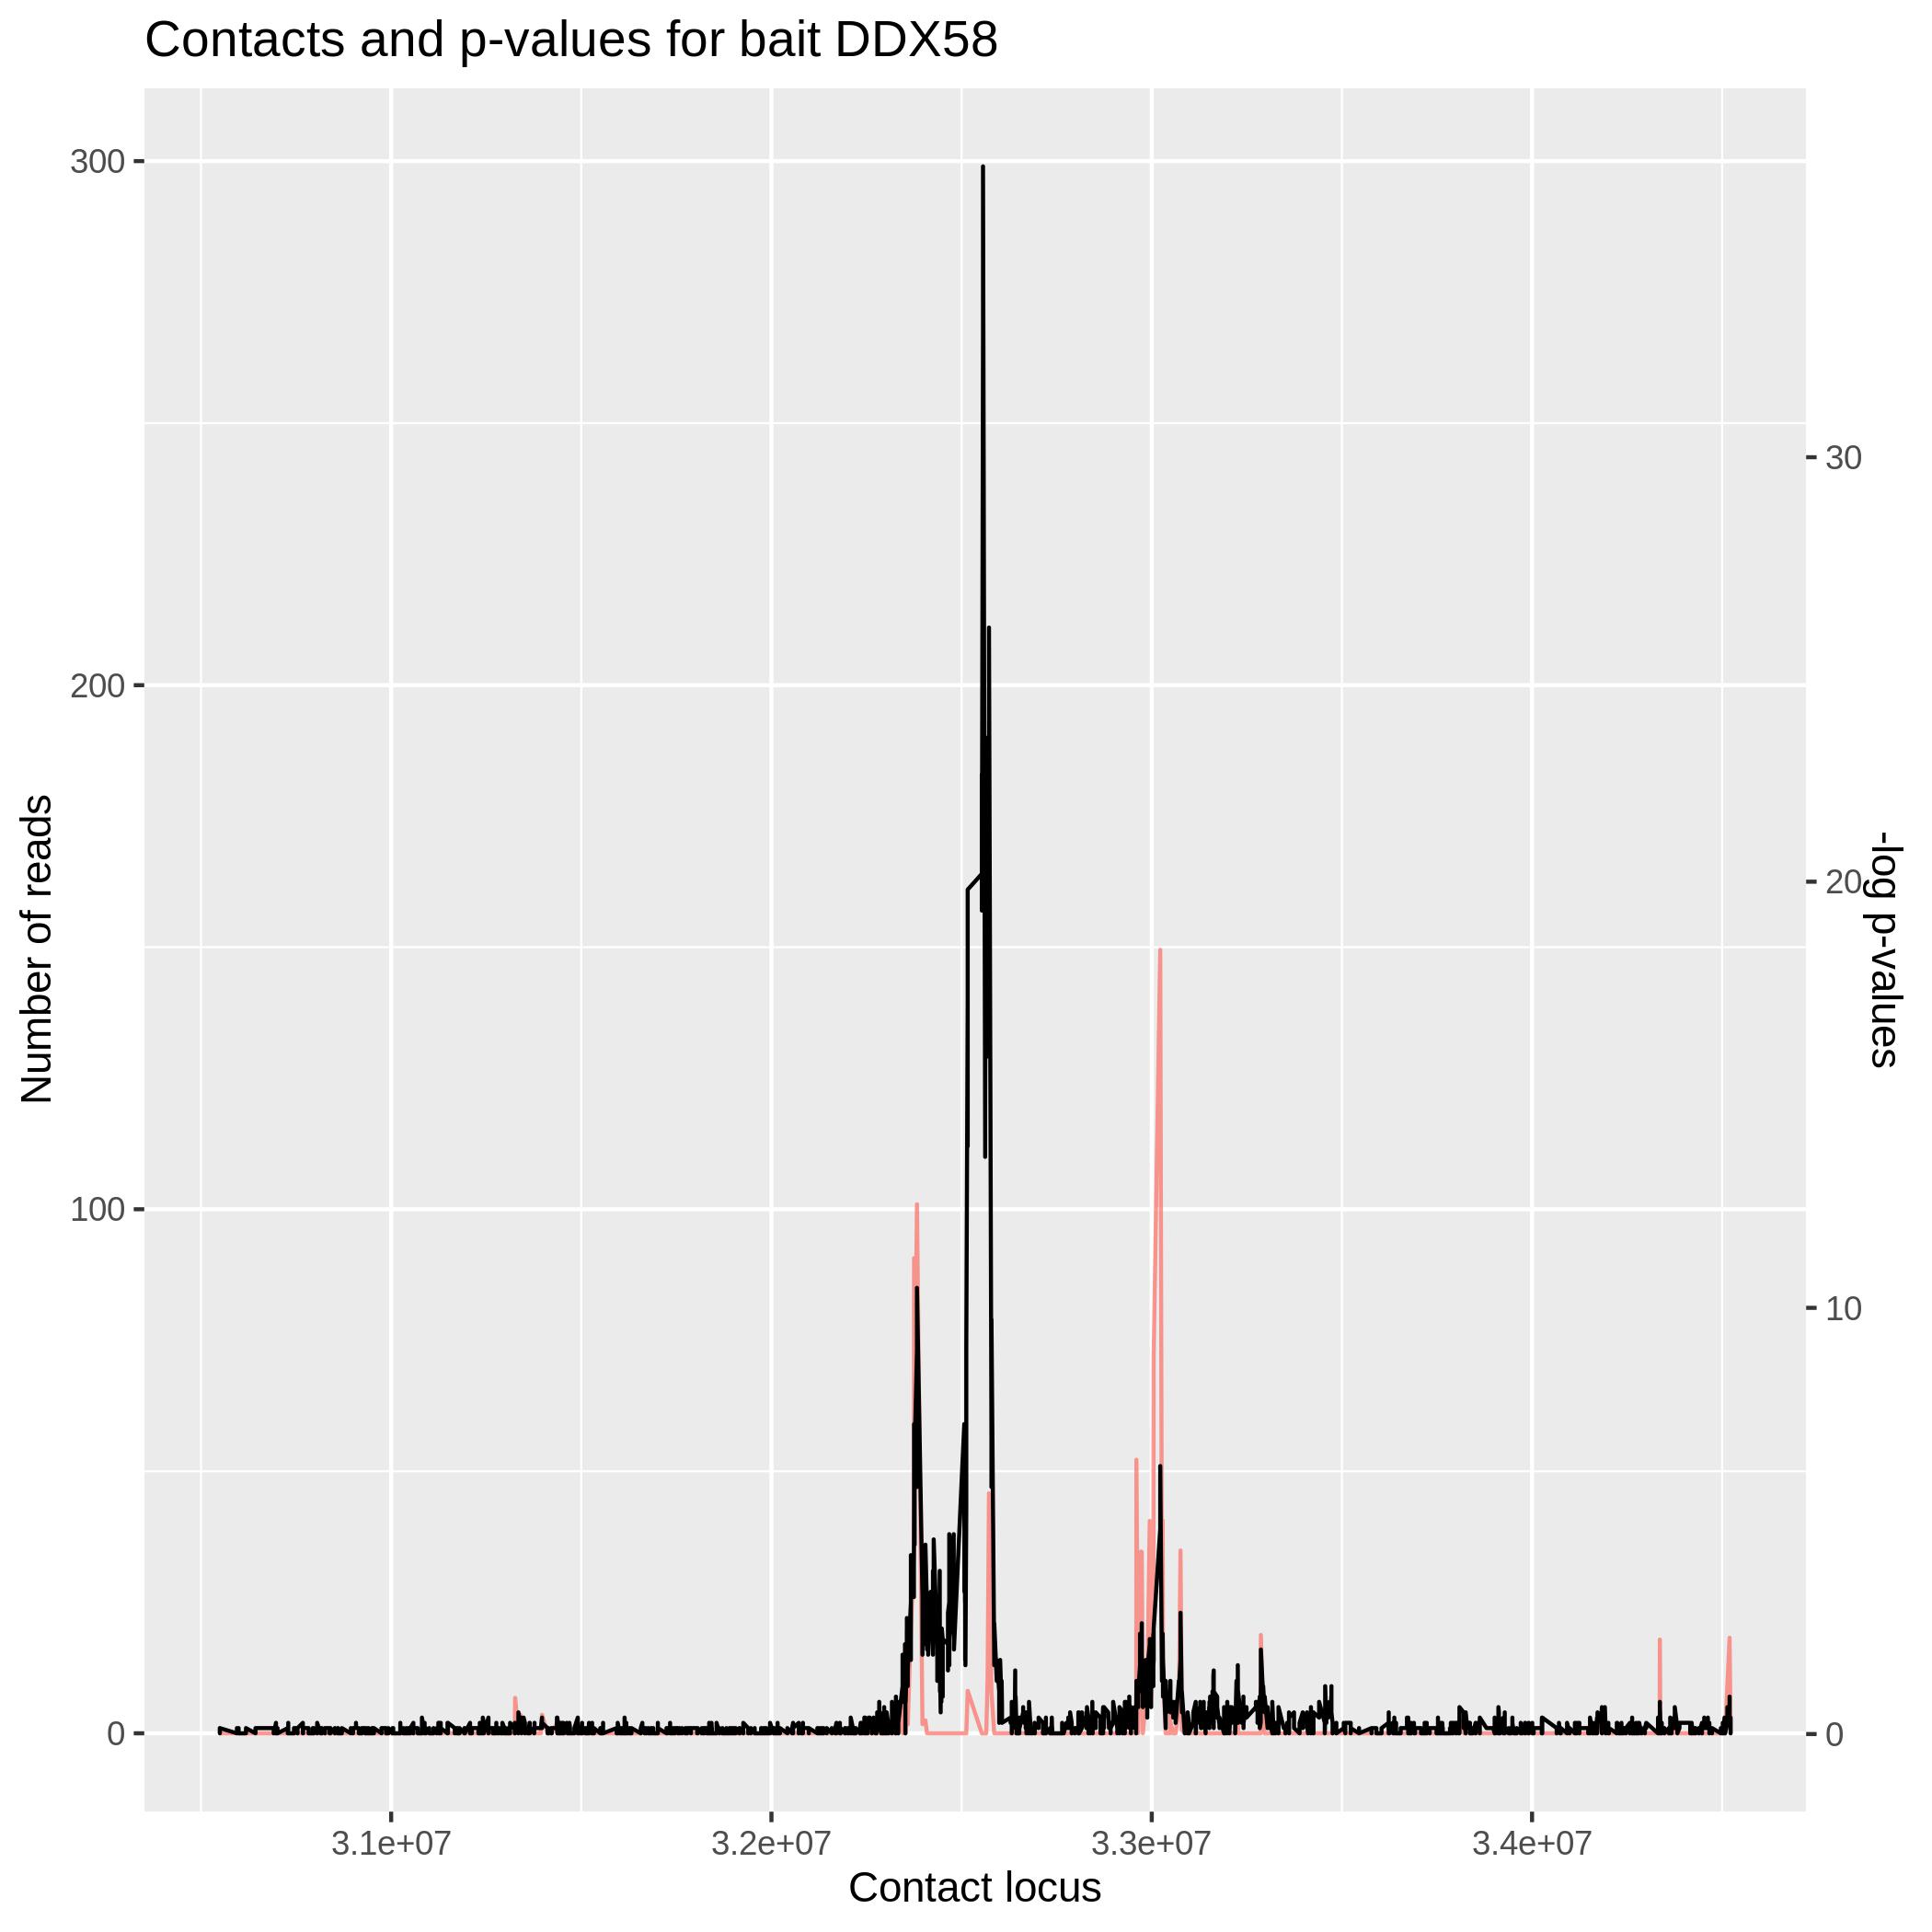 Contacts and p-values for bait DDX58
Number of reads
300
200
100
0
30
20
10
0
-log p-values
3.1e+07
3.2e+07
3.3e+07
3.4e+07
Contact locus